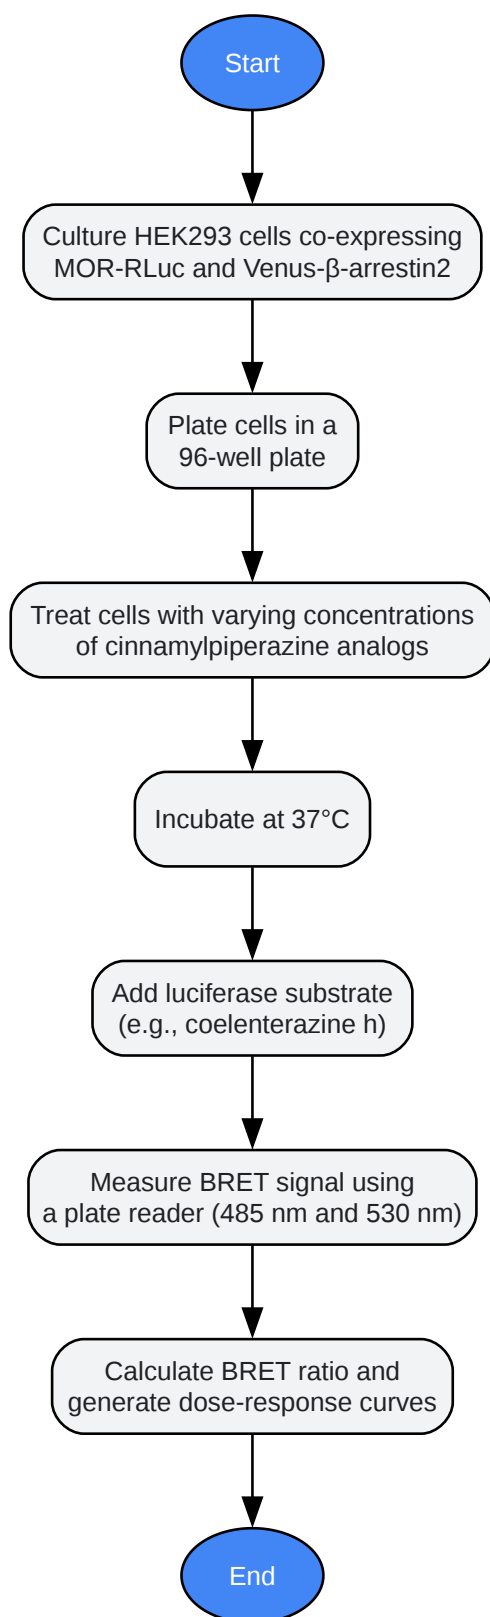 Start
Culture HEK293 cells co-expressing
MOR-RLuc and Venus-β-arrestin2
Plate cells in a
96-well plate
Treat cells with varying concentrations
of cinnamylpiperazine analogs
Incubate at 37°C
Add luciferase substrate
(e.g., coelenterazine h)
Measure BRET signal using
a plate reader (485 nm and 530 nm)
Calculate BRET ratio and
generate dose-response curves
End